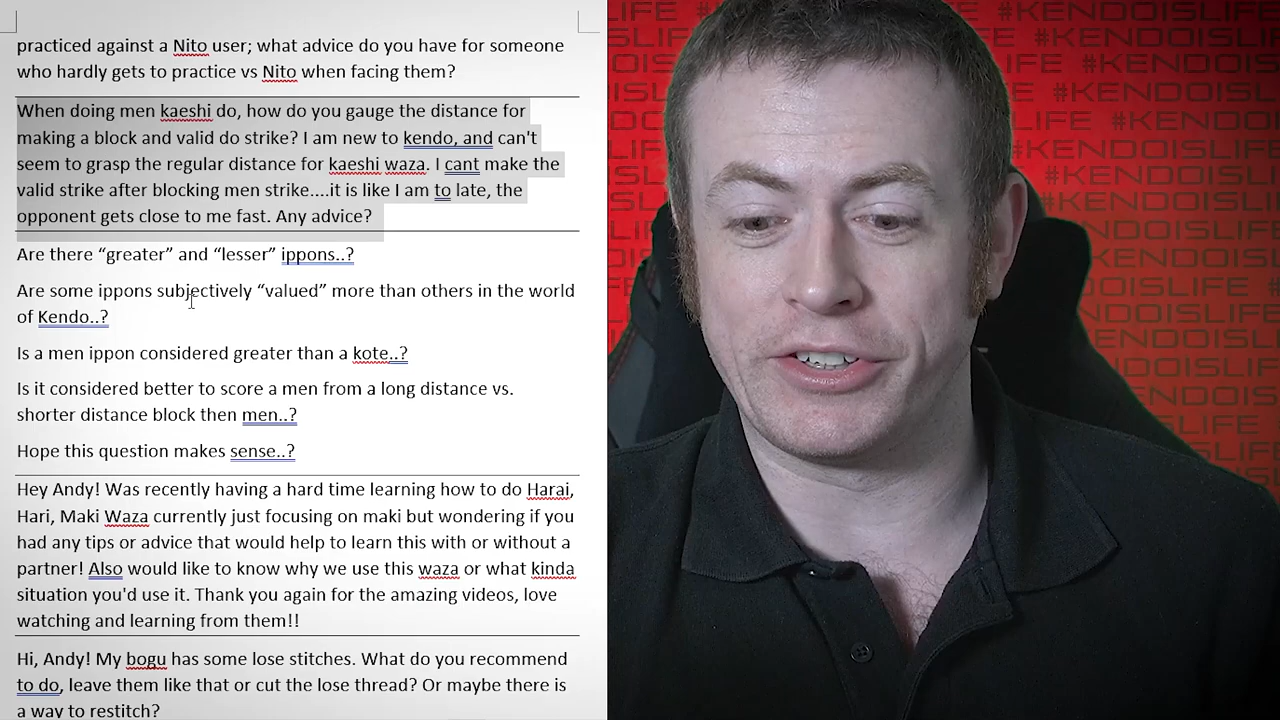 practiced against a Nito user; what advice do you have for someone
who hardly gets to practice vs Nito when facing them?
When doing men kaeshi do, how do you gauge the distance for
making a block and valid do strike? I am new to kendo, and can't
seem to grasp the regular distance for kaeshi waza. I cant make the
valid strike after blocking men strike....it is like I am to late, the
opponent gets close to me fast. Any advice?
Are there “greater” and “lesser” ippons..?
Are some ippons subjectively “valued” more than others in the world
of Kendo..?
Is a men ippon considered greater than a kote..?
Is it considered better to score a men from a long distance vs.
shorter distance block then men..?
Hope this question makes sense..?
Hey Andy! Was recently having a hard time learning how to do Harai,
Hari, Maki Waza currently just focusing on maki but wondering if you
had any tips or advice that would help to learn this with or without a
partner! Also would like to know why we use this waza or what kinda
situation you'd use it. Thank you again for the amazing videos, love
watching and learning from them!!
Hi, Andy! My bogu has some lose stitches. What do you recommend
to do, leave them like that or cut the lose thread? Or maybe there is
a way to restitch?
#KENDOISLIFE